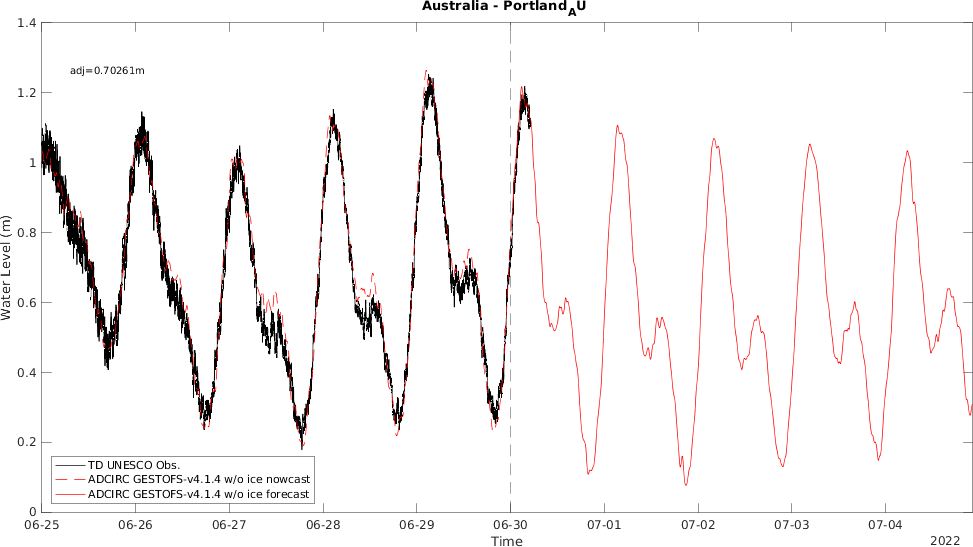 Australia - Portland_AU
1.4
adj=0.70261m
1.2
1
0.8
Water Level (m)
0.6
0.4
0.2
0
TD UNESCO Obs.
ADCIRC GESTOFS-v4.1.4 w/o ice nowcast
ADCIRC GESTOFS-v4.1.4 w/o ice forecast
06-25 06-26 06-27 06-28 06-29 06-30 07-01 07-02 07-03 07-04
Time
2022